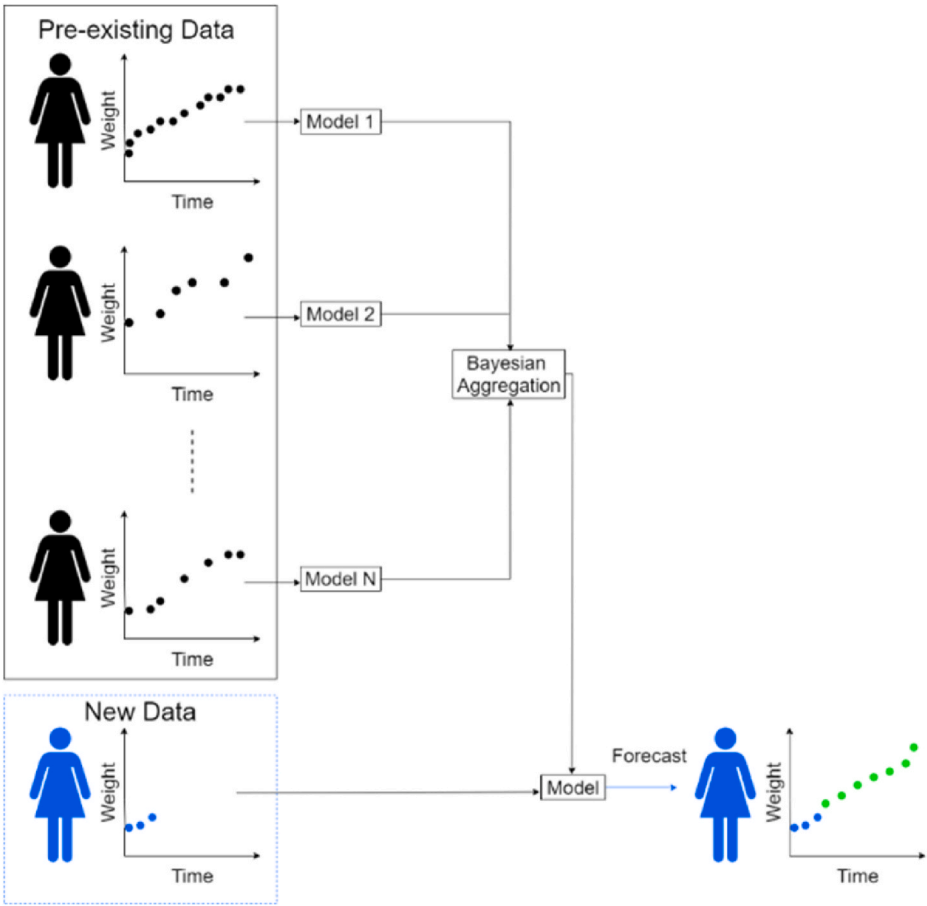 Pre-existing Data
Weight
Time
Model 1
Weight
Time
Model 2
Bayesian
Aggregation
Weight
Time
Model N
New Data
Weight
Time
Model
Forecast
Weight
Time